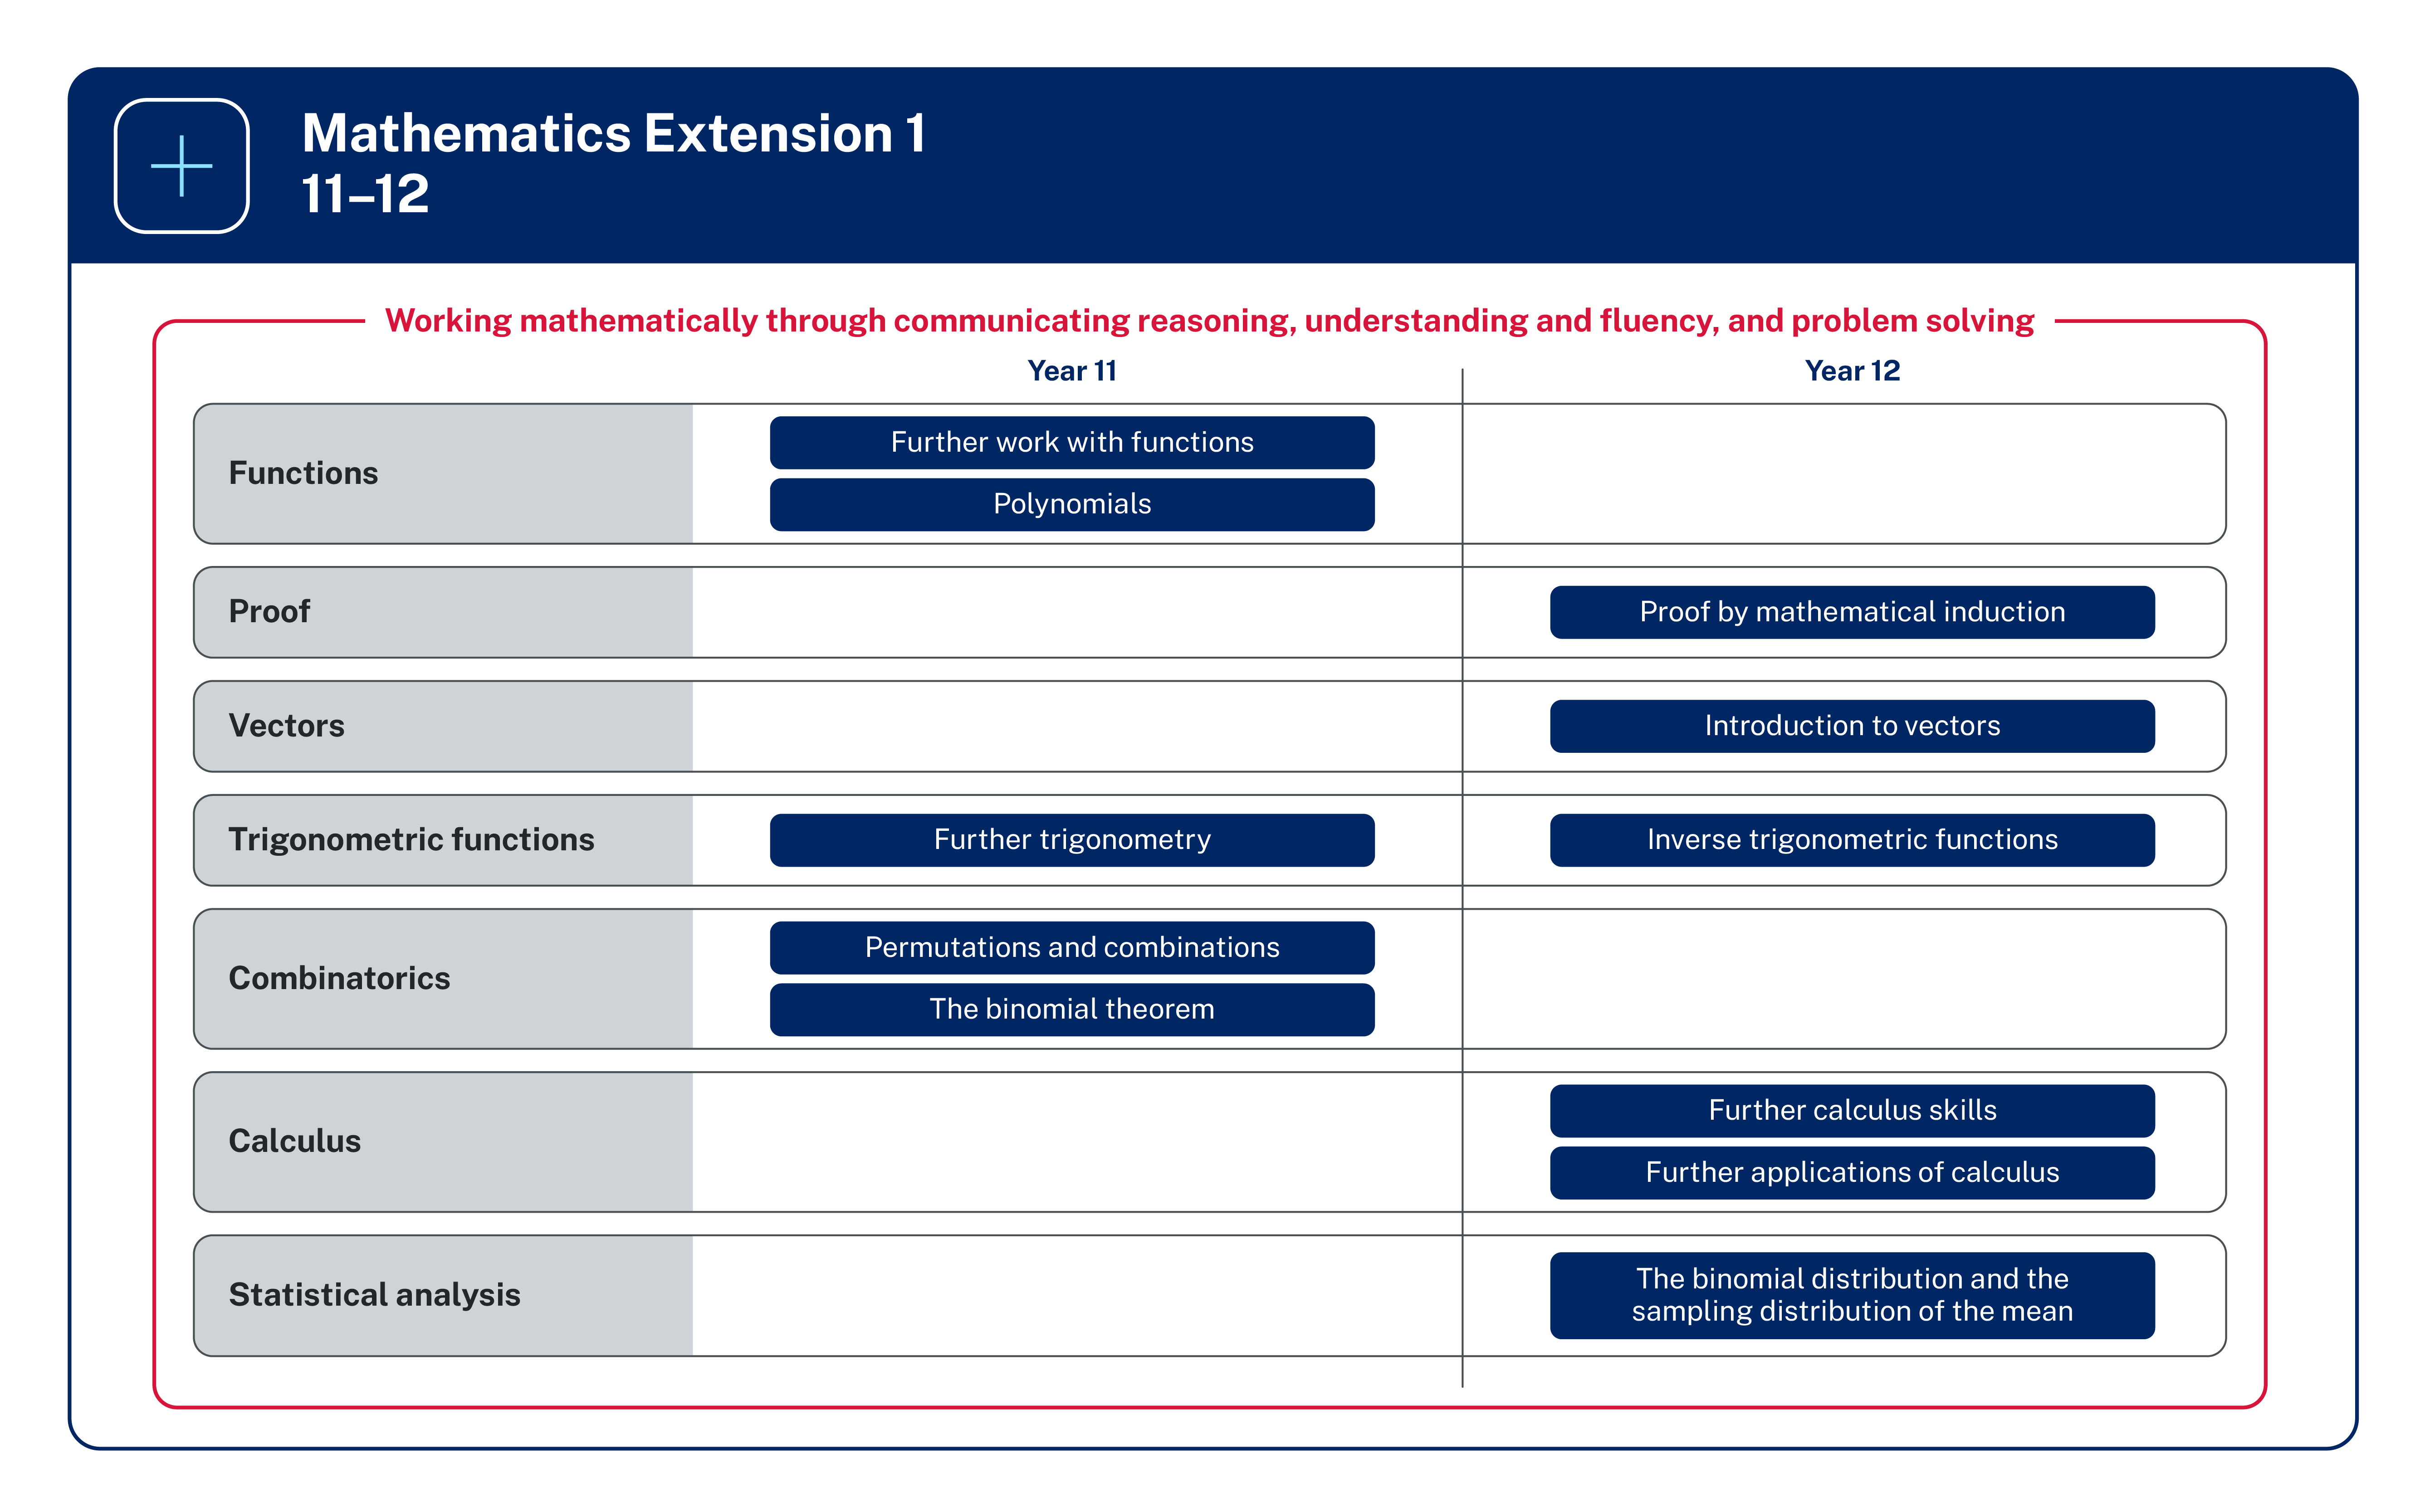 Mathematics Extension 1
11–12
Working mathematically through communicating reasoning, understanding and fluency, and problem solving
Year 11
Year 12
Functions
Further work with functions
Polynomials
Proof
Proof by mathematical induction
Vectors
Introduction to vectors
Trigonometric functions
Further trigonometry
Inverse trigonometric functions
Combinatorics
Permutations and combinations
The binomial theorem
Calculus
Further calculus skills
Further applications of calculus
Statistical analysis
The binomial distribution and the
sampling distribution of the mean